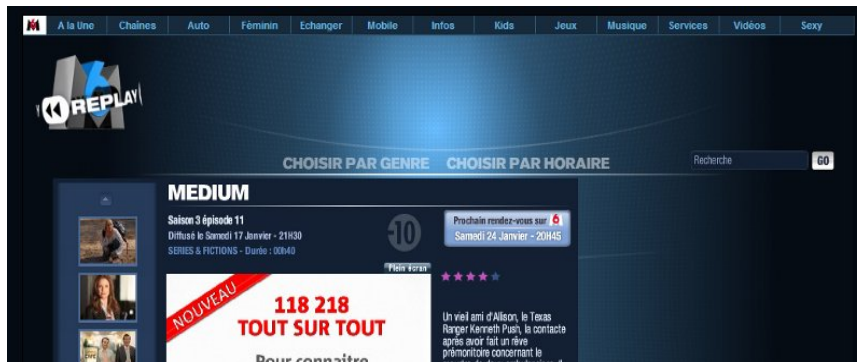 A la Une Chaînes Auto Féminin Echanger Mobile Infos Kids Jeux Musique Services Vidéos Sexy
REPLAY
CHOISIR PAR GENRE CHOISIR PAR HORAIRE
Recherche GO
MEDIUM
Saison 3 épisode 11
Diffusé le Samedi 17 Janvier - 21H30
SERIES & FICTIONS - Durée : 00h40
-10
Prochain rendez-vous sur 6
Samedi 24 Janvier - 20H45
Plein écran
NOUVEAU
118 218
TOUT SUR TOUT
Pour connaître
Un vieil ami d'Allison, le Texas
Ranger Kenneth Push, la contacte
après avoir fait un rêve
prémonitoire concernant le